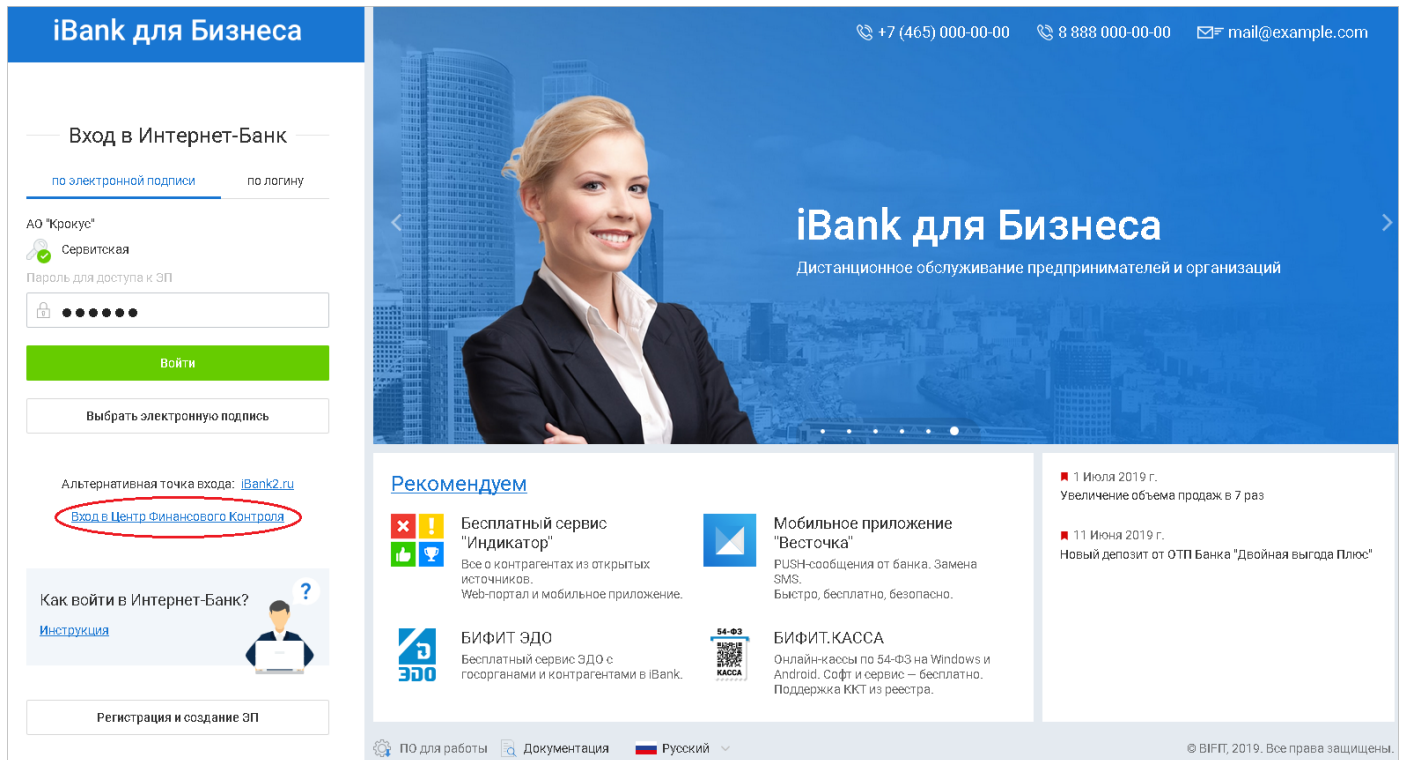 iBank для Бизнеса
Вход в Интернет-Банк
по электронной подписи
по логину
АО "Крокус"
Сервитская
Пароль для доступа к ЭП
Войти
Выбрать электронную подпись
Альтернативная точка входа: iBank2.ru
Вход в Центр Финансового Контроля
Как войти в Интернет-Банк?
?
Инструкция
Регистрация и создание ЭП
+7 (465) 000-00-00
8 888 000-00-00
mail@example.com
iBank для Бизнеса
Дистанционное обслуживание предпринимателей и организаций
Рекомендуем
Бесплатный сервис
"Индикатор"
Все о контрагентах из открытых
источников.
Web-портал и мобильное приложение.
Мобильное приложение
"Весточка"
PUSH-сообщения от банка. Замена
SMS.
Быстро, бесплатно, безопасно.
ЭДО
БИФИТ ЭДО
Бесплатный сервис ЭДО с
госорганами и контрагентами в iBank.
54-ФЗ
КАССА
БИФИТ.КАССА
Онлайн-кассы по 54-ФЗ на Windows и
Android. Софт и сервис — бесплатно.
Поддержка ККТ из реестра.
1 Июля 2019 г.
Увеличение объема продаж в 7 раз
11 Июня 2019 г.
Новый депозит от ОТП Банка "Двойная выгода Плюс"
ПО для работы
Документация
Русский
© BIFIT, 2019. Все права защищены.